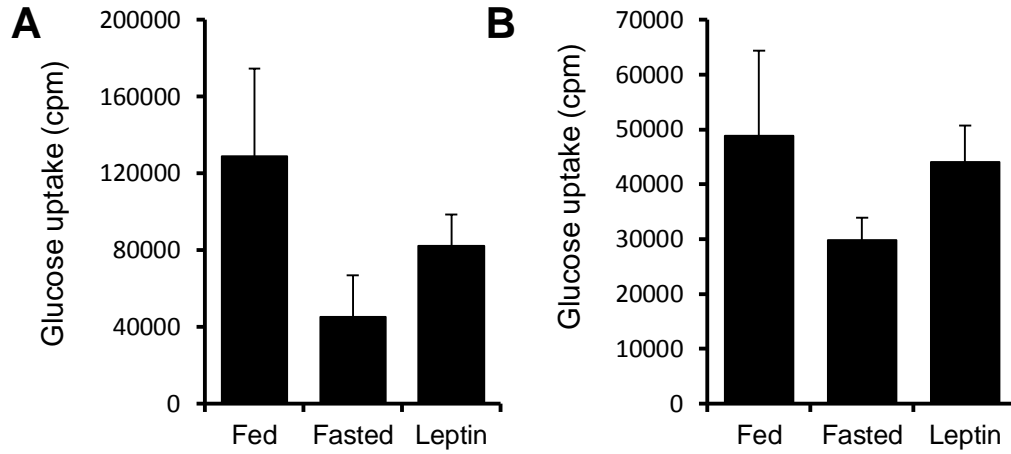 A
Glucose uptake (cpm)
200000
160000
120000
80000
40000
0
Fed Fasted Leptin
B
Glucose uptake (cpm)
70000
60000
50000
40000
30000
20000
10000
0
Fed Fasted Leptin